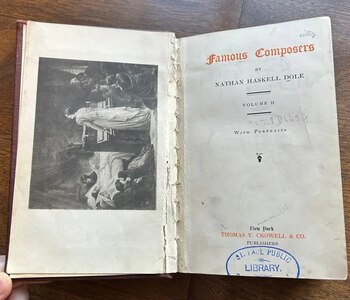 Famous Composers
BY
NATHAN HASKELL DOLE
VOLUME II
WITH PORTRAITS
New York
THOMAS Y. CROWELL & CO.
PUBLISHERS
ST. PAUL PUBLIC
LIBRARY.